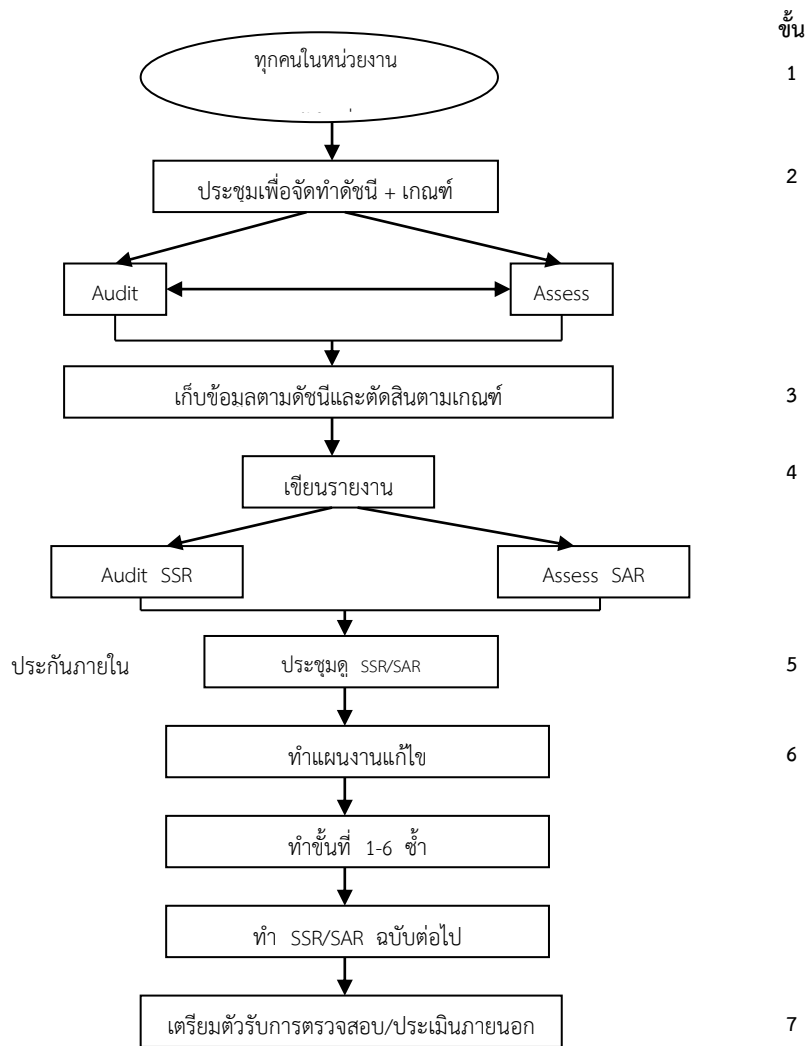 ขั้น
ทุกคนในหน่วยงาน
1
ประชุมเพื่อจัดทำดัชนี + เกณฑ์
2
Audit
Assess
เก็บข้อมูลตามดัชนีและตัดสินตามเกณฑ์
3
เขียนรายงาน
4
Audit SSR
Assess SAR
ประกันภายใน
ประชุมดู SSR/SAR
5
ทำแผนงานแก้ไข
6
ทำขั้นที่ 1-6 ซ้ำ
ทำ SSR/SAR ฉบับต่อไป
เตรียมตัวรับการตรวจสอบ/ประเมินภายนอก
7